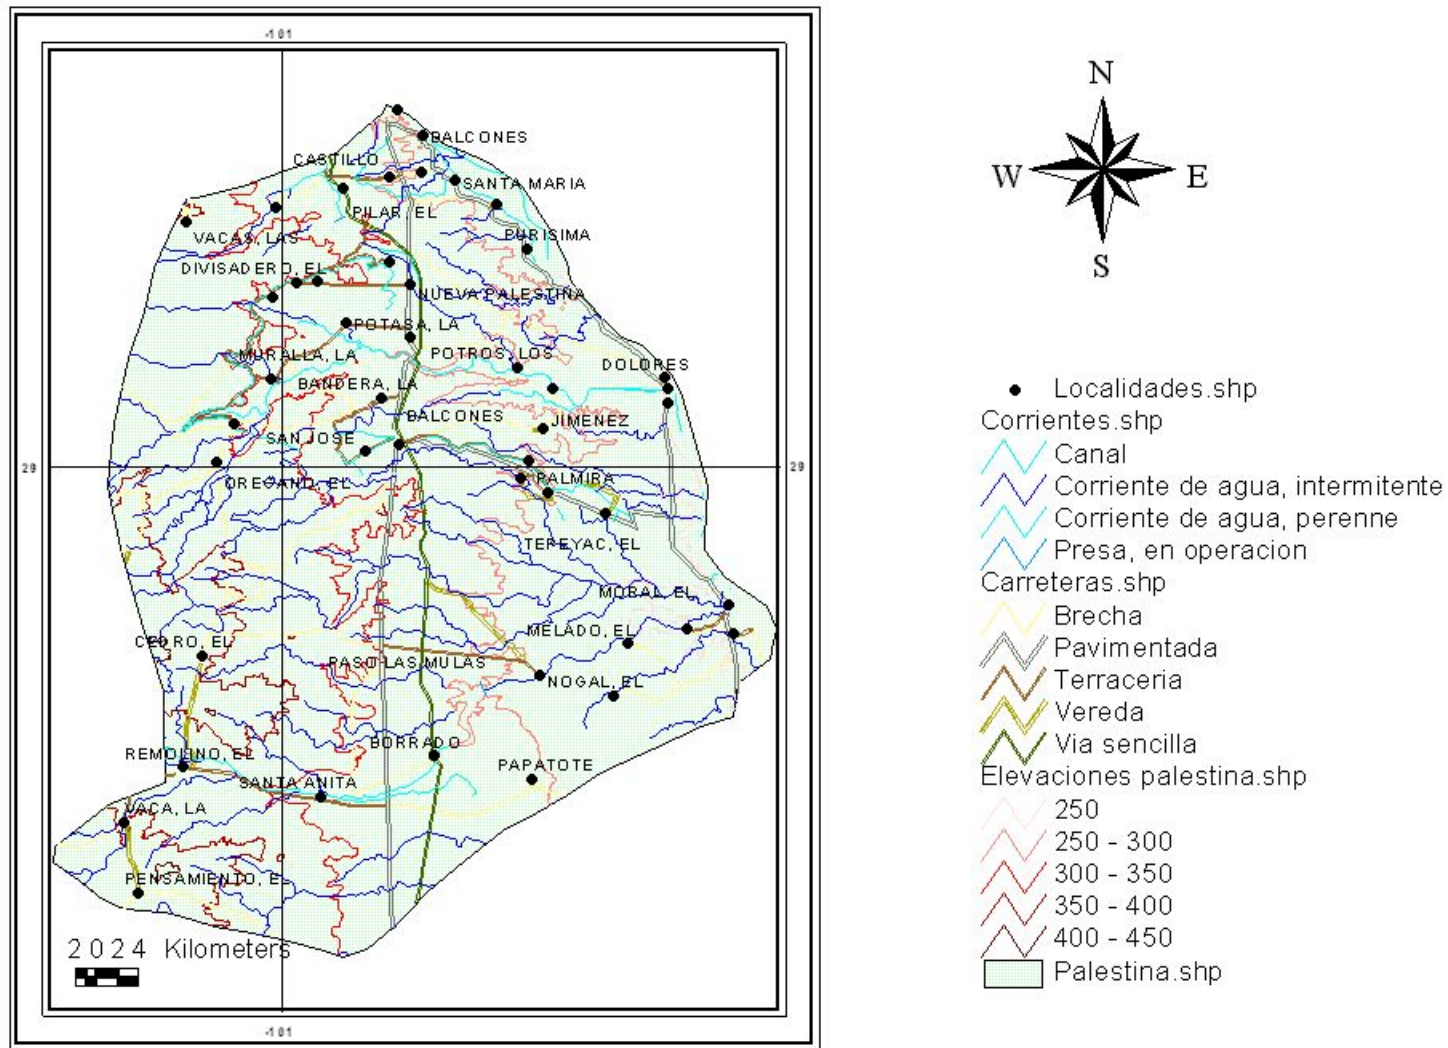 -101
BALCONES
CASTILLO
SANTA MARIA
PILAR, EL
VACAS, LAS
PURISIMA
DIVISADERO, EL
NUEVA PALESTINA
POTASA, LA
MURALLA, LA
POTROS, LOS
DOLORES
BANDERA, LA
BALCONES
JIMENEZ
SAN JOSE
29
29
OREGANO, EL
PALMIRA
TEPEYAC, EL
MORAL, EL
CEDRO, EL
MELADO, EL
PASO LAS MULAS
NOGAL, EL
REMOLINO, EL
BORRADO
SANTA ANITA
PAPATOTE
VACA, LA
PENSAMIENTO, EL
2 0 2 4 Kilometers
-101
N
W
E
S
Localidades.shp
Corrientes.shp
Canal
Corriente de agua, intermitente
Corriente de agua, perenne
Presa, en operacion
Carreteras.shp
Brecha
Pavimentada
Terraceria
Vereda
Via sencilla
Elevaciones palestina.shp
250
250 - 300
300 - 350
350 - 400
400 - 450
Palestina.shp